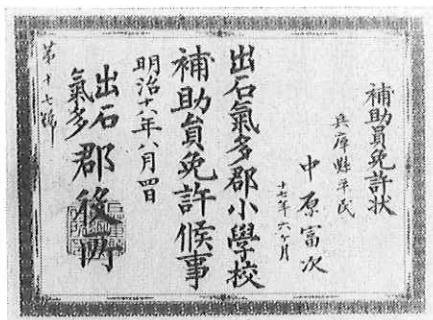 補助員免許状
兵庫縣平民
中原富次
十七年六ヶ月
出石氣多郡小學校
補助員免許候事
明治十八年八月四日
出石
氣多
郡役所
第十七號